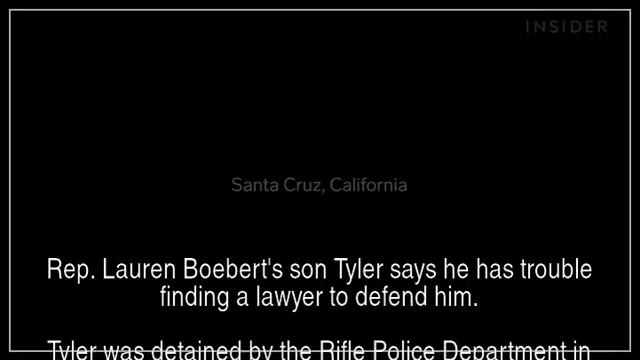 INSIDER
Santa Cruz, California
Rep. Lauren Boebert's son Tyler says he has trouble
finding a lawyer to defend him.
Tyler was detained by the Rifle Police Department in